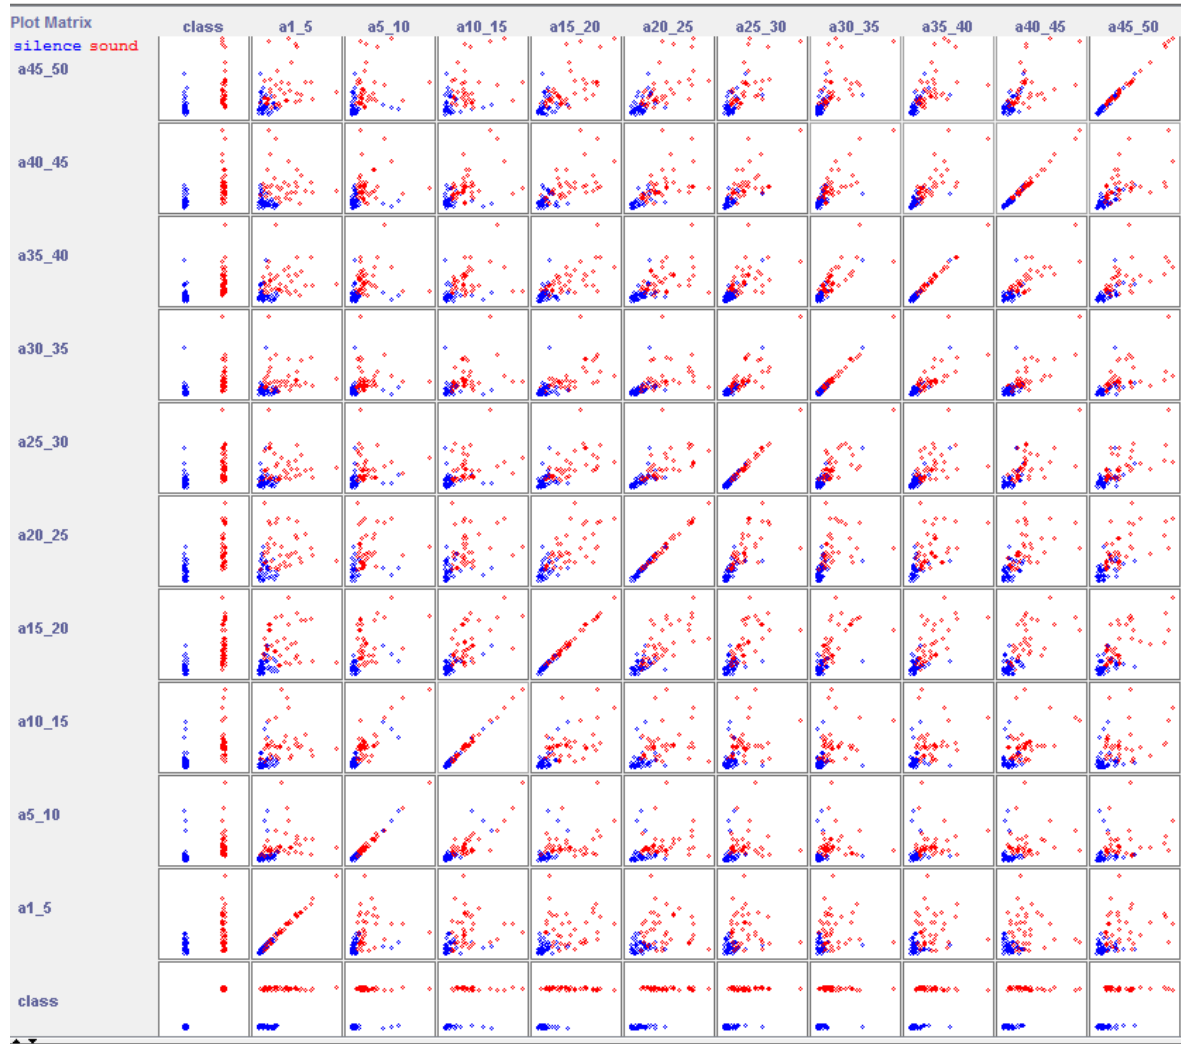 Plot Matrix class a1_5 a5_10 a10_15 a15_20 a20_25 a25_30 a30_35 a35_40 a40_45 a45_50
silence sound
a45_50
a40_45
a35_40
a30_35
a25_30
a20_25
a15_20
a10_15
a5_10
a1_5
class